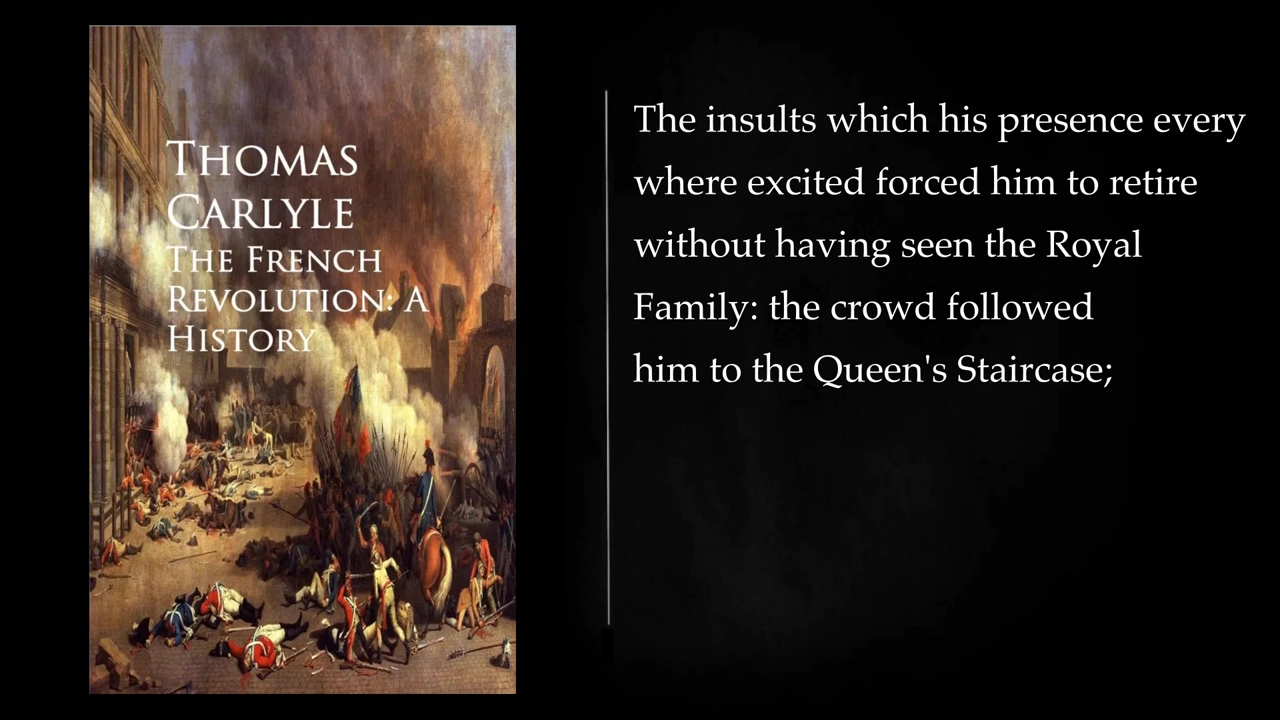 THOMAS
CARLYLE
THE FRENCH
REVOLUTION: A
HISTORY
The insults which his presence every
where excited forced him to retire
without having seen the Royal
Family: the crowd followed
him to the Queen's Staircase;